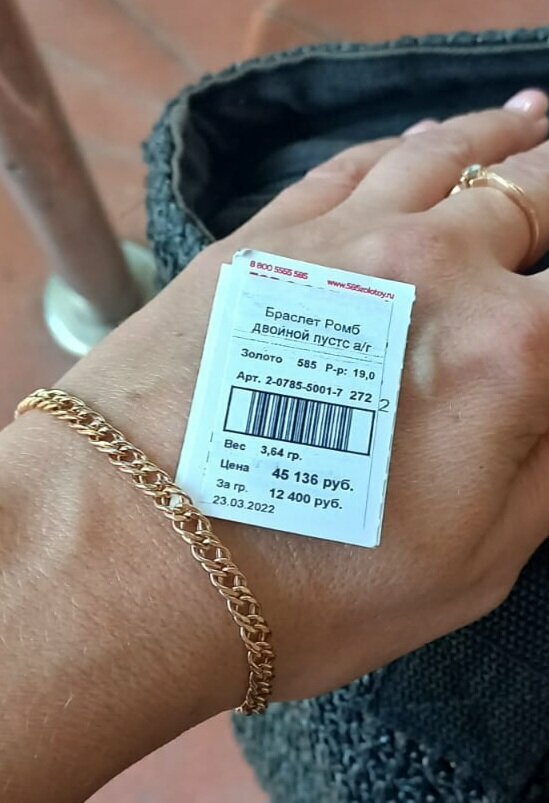 8 800 5555 585 www.585zolotoy.ru
Браслет Ромб
двойной пустс а/г
Золото 585 Р-р: 19,0
Арт. 2-0785-5001-7 272
2
Вес 3,64 гр.
Цена 45 136 руб.
За гр. 12 400 руб.
23.03.2022